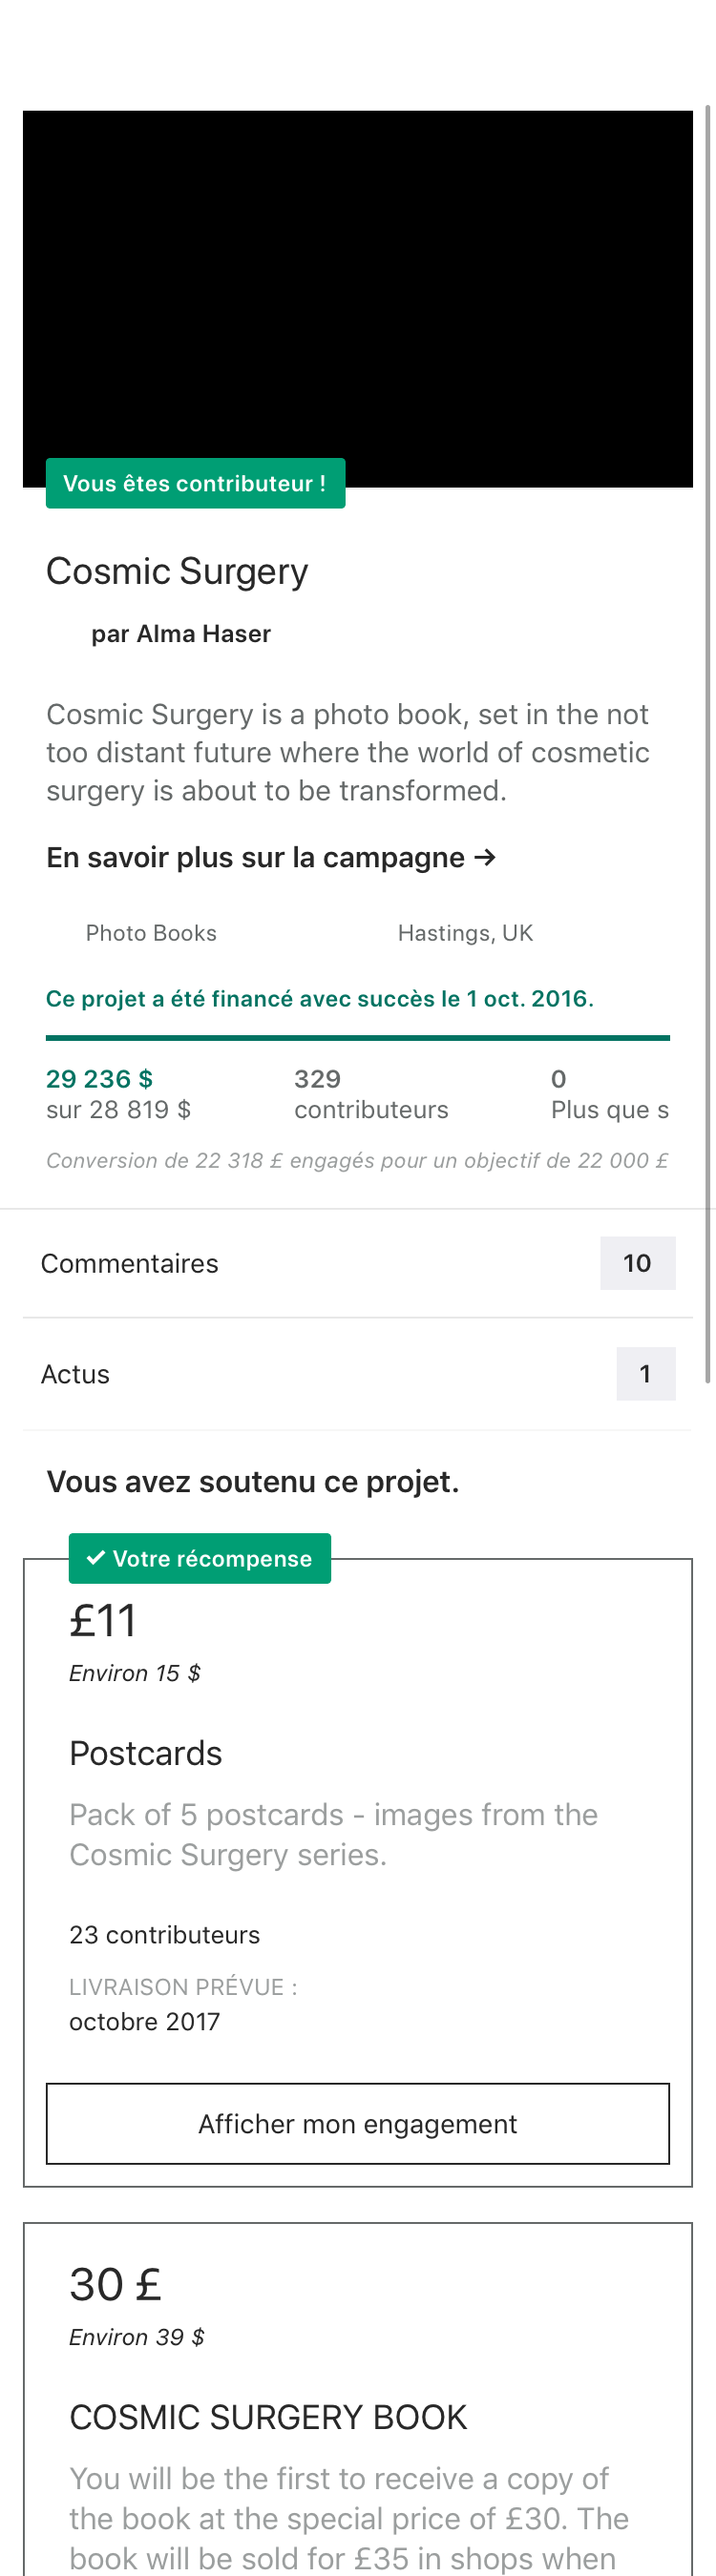 Vous êtes contributeur !
Cosmic Surgery
par Alma Haser
Cosmic Surgery is a photo book, set in the not
too distant future where the world of cosmetic
surgery is about to be transformed.
En savoir plus sur la campagne →
Photo Books
Hastings, UK
Ce projet a été financé avec succès le 1 oct. 2016.
29 236 $
sur 28 819 $
329
contributeurs
0
Plus que s
Conversion de 22 318 £ engagés pour un objectif de 22 000 £
Commentaires
10
Actus
1
Vous avez soutenu ce projet.
✓ Votre récompense
£11
Environ 15 $
Postcards
Pack of 5 postcards - images from the
Cosmic Surgery series.
23 contributeurs
LIVRAISON PRÉVUE :
octobre 2017
Afficher mon engagement
30 £
Environ 39 $
COSMIC SURGERY BOOK
You will be the first to receive a copy of
the book at the special price of £30. The
book will be sold for £35 in shops when